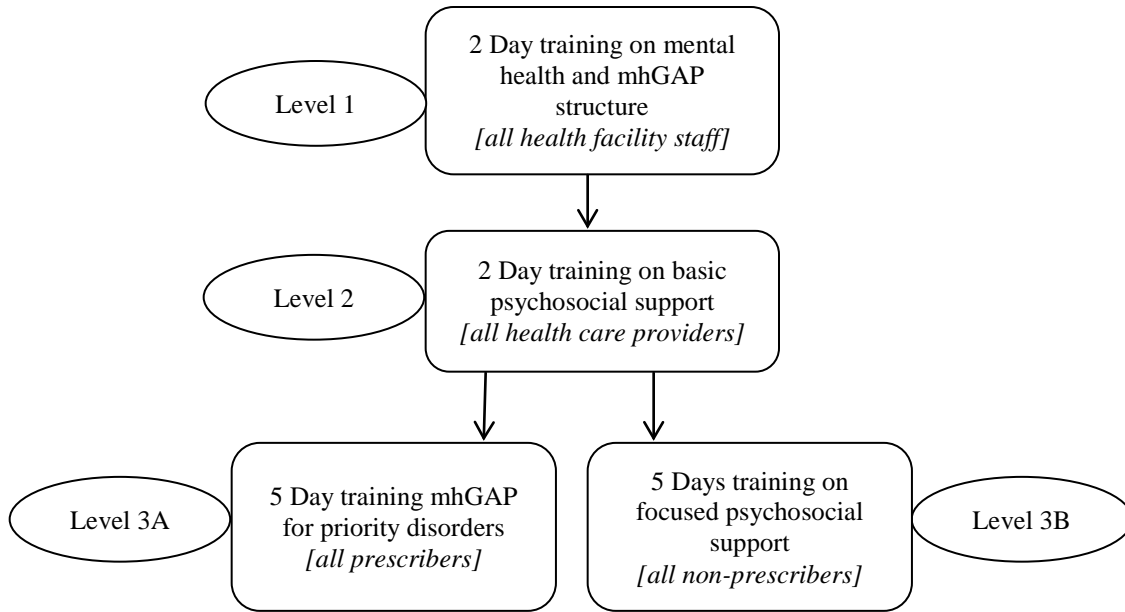 Level 1
2 Day training on mental
health and mhGAP
structure
[all health facility staff]
Level 2
2 Day training on basic
psychosocial support
[all health care providers]
Level 3A
5 Day training mhGAP
for priority disorders
[all prescribers]
5 Days training on
focused psychosocial
support
[all non-prescribers]
Level 3B